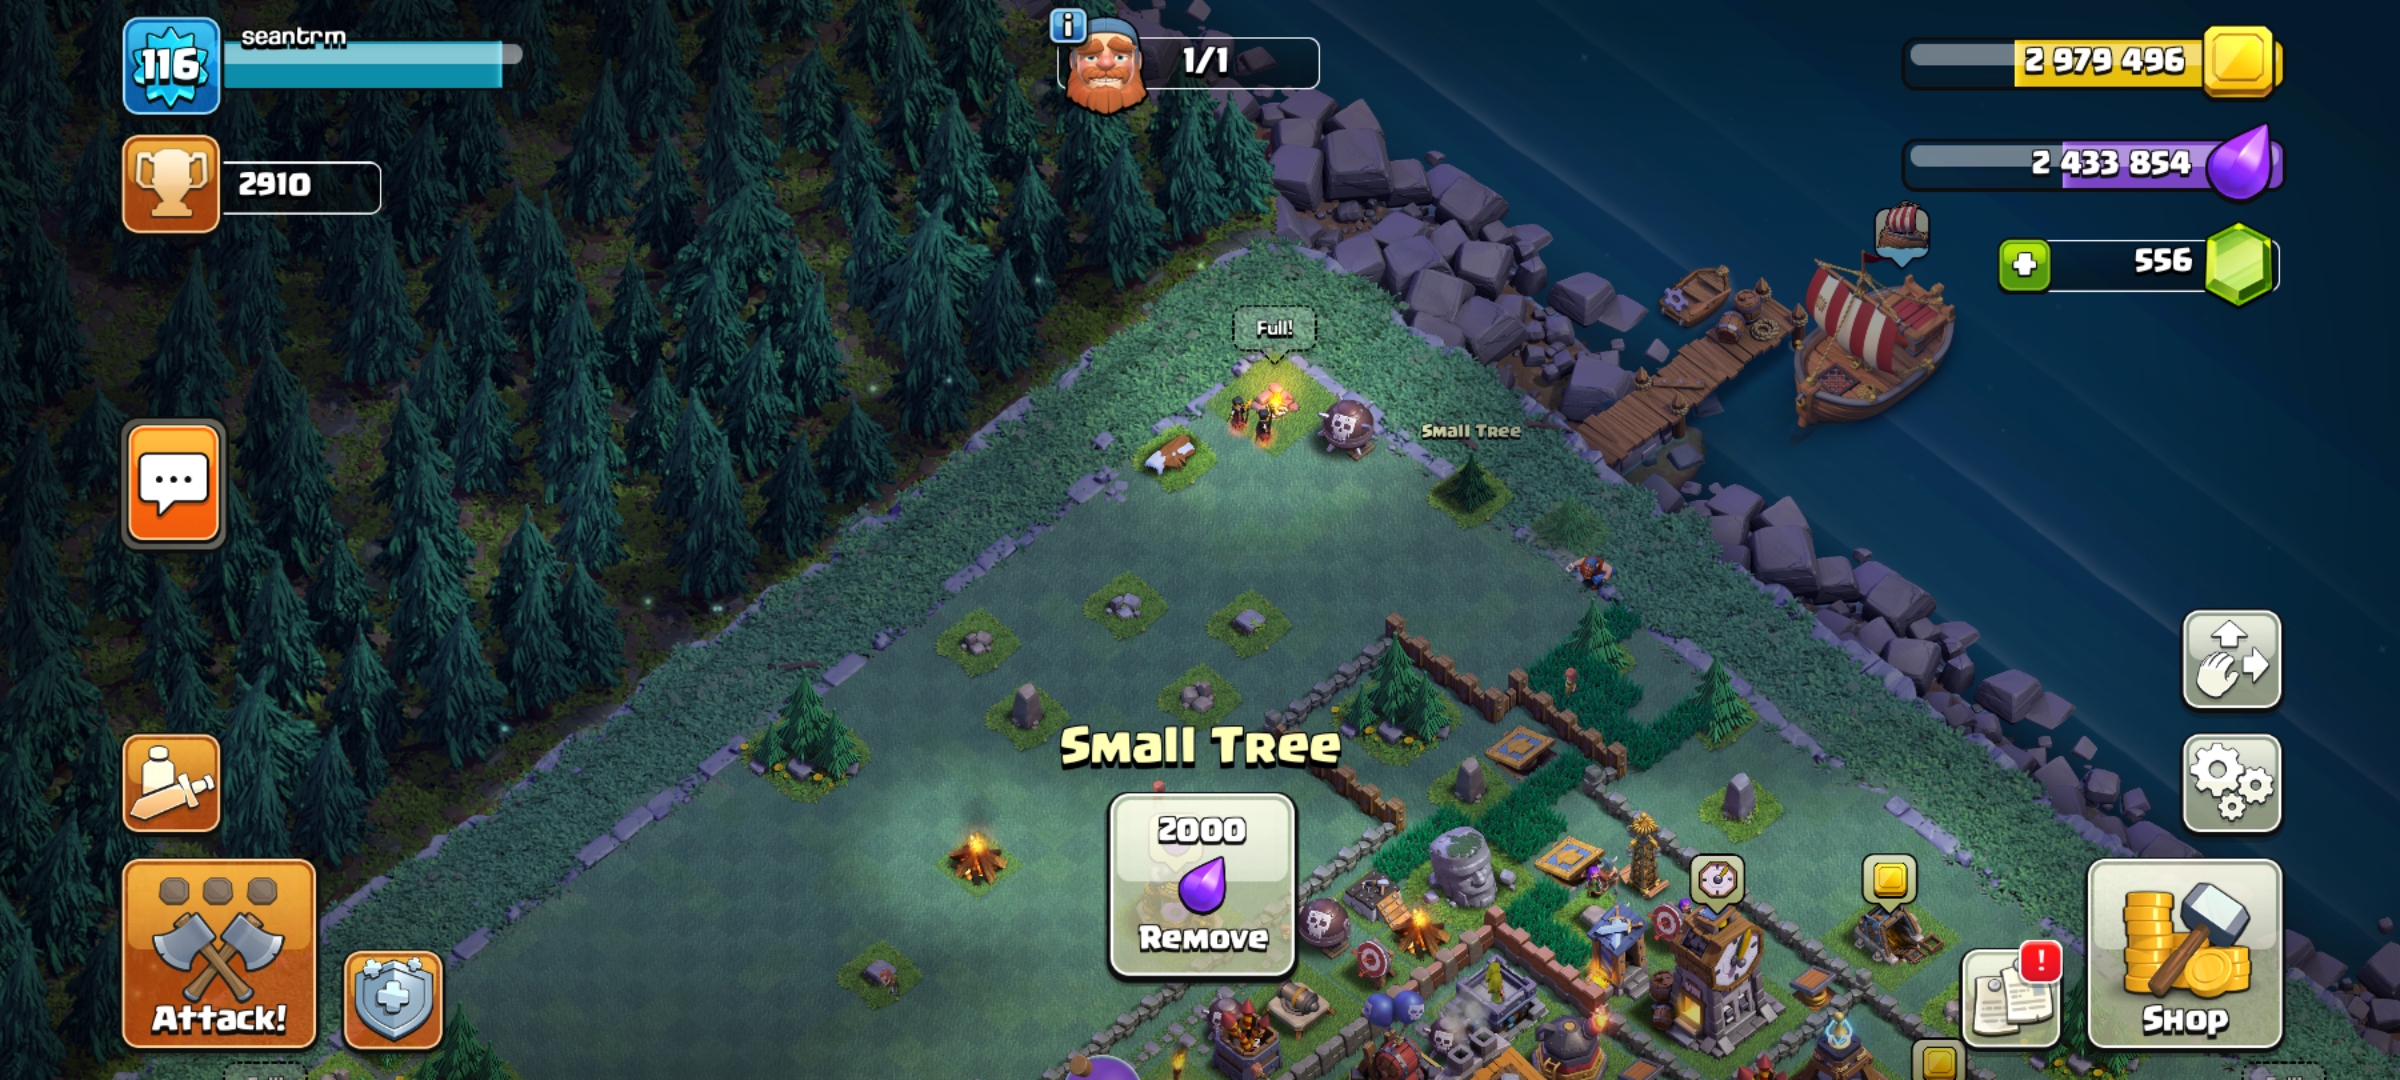 116
seantrm
1/1
2 979 496
2910
2 433 854
556
Full!
Small Tree
Small Tree
2000
Remove
Attack!
!
Shop